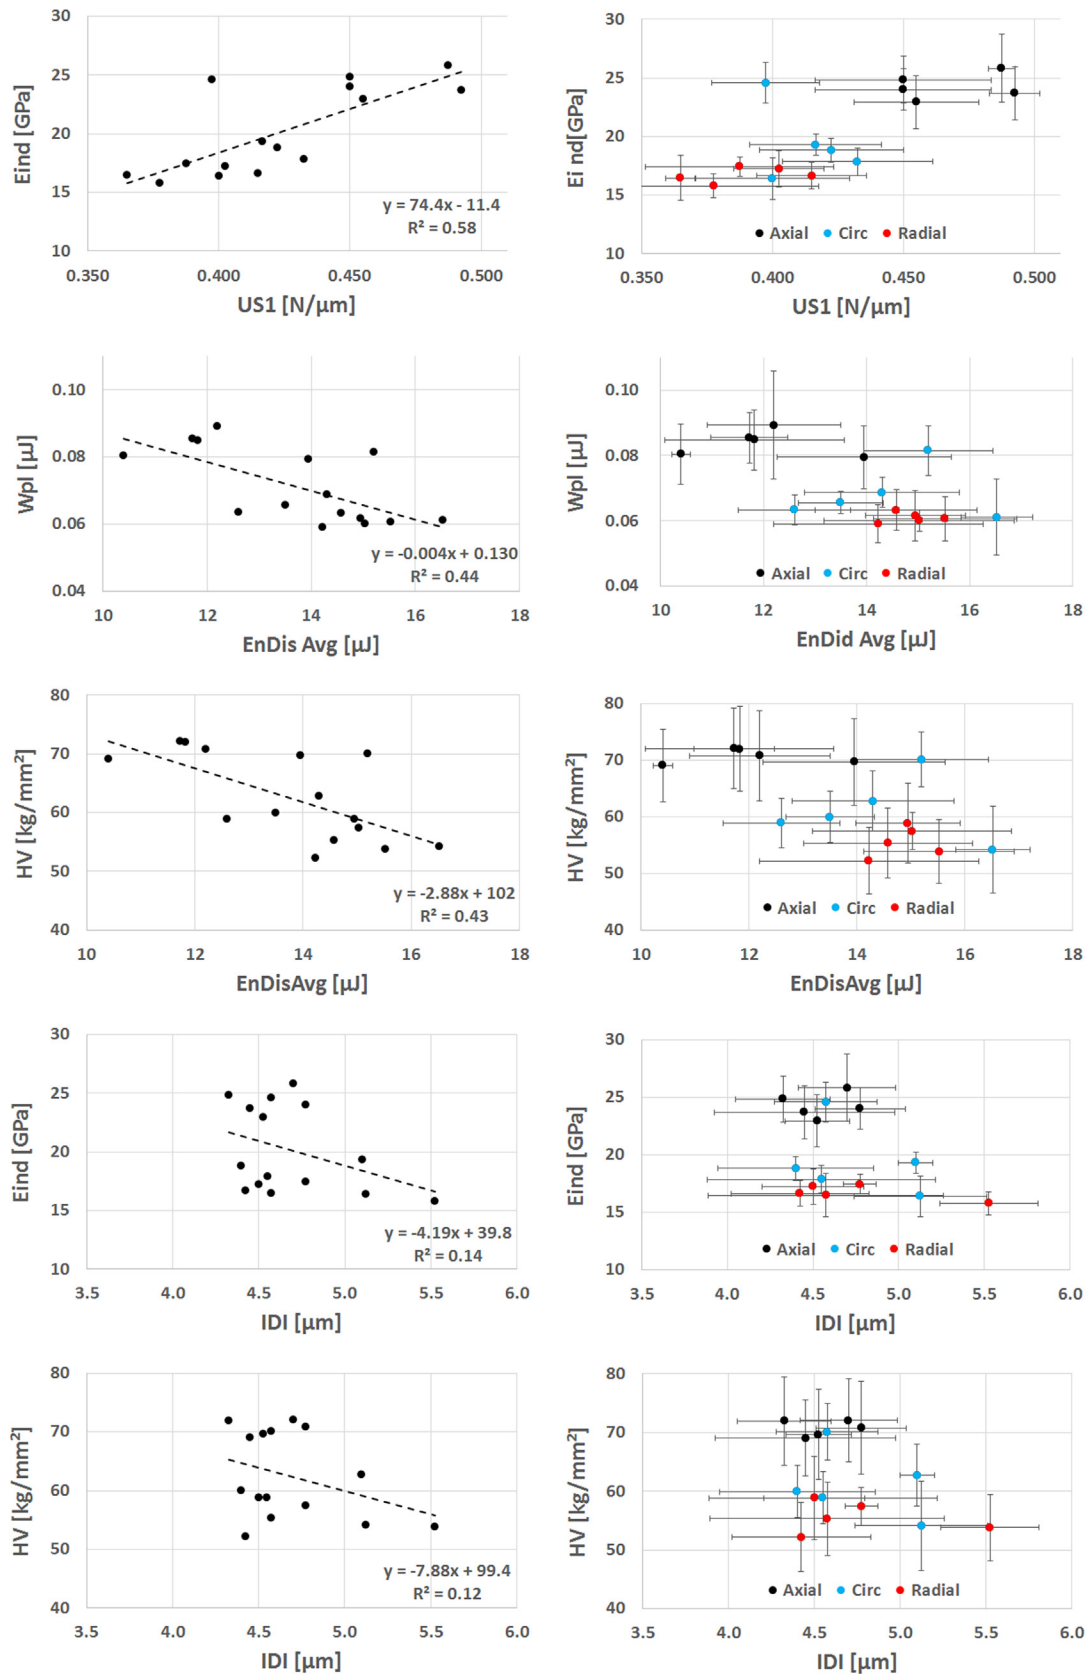 30
25
20
15
10
Eind [GPa]
y = 74.4x - 11.4
R² = 0.58
0.350 0.400 0.450 0.500
US1 [N/µm]
30
25
20
15
10
Ei nd[GPa]
Axial Circ Radial
0.350 0.400 0.450 0.500
US1 [N/µm]
0.10
0.08
0.06
0.04
Wpl [µJ]
y = -0.004x + 0.130
R² = 0.44
10 12 14 16 18
EnDis Avg [µJ]
0.10
0.08
0.06
0.04
Wpl [µJ]
Axial Circ Radial
10 12 14 16 18
EnDid Avg [µJ]
80
70
60
50
40
HV [kg/mm²]
y = -2.88x + 102
R² = 0.43
10 12 14 16 18
EnDisAvg [µJ]
80
70
60
50
40
HV [kg/mm²]
Axial Circ Radial
10 12 14 16 18
EnDisAvg [µJ]
30
25
20
15
10
Eind [GPa]
y = -4.19x + 39.8
R² = 0.14
3.5 4.0 4.5 5.0 5.5 6.0
IDI [µm]
30
25
20
15
10
Eind [GPa]
Axial Circ Radial
3.5 4.0 4.5 5.0 5.5 6.0
IDI [µm]
80
70
60
50
40
HV [kg/mm²]
y = -7.88x + 99.4
R² = 0.12
3.5 4.0 4.5 5.0 5.5 6.0
IDI [µm]
80
70
60
50
40
HV [kg/mm²]
Axial Circ Radial
3.5 4.0 4.5 5.0 5.5 6.0
IDI [µm]